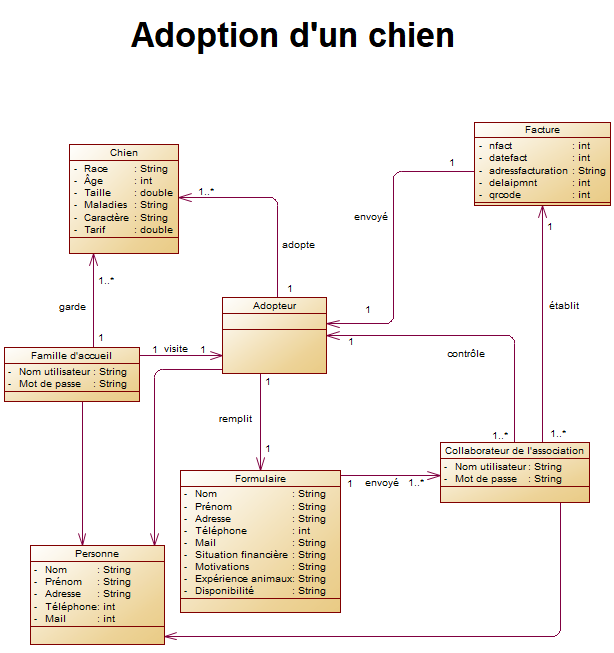 Adoption d'un chien
Facture
- nfact : int
- datefact : int
- adressfacturation : String
- delaipmnt : int
- qrcode : int
Chien
- Race : String
- Âge : int
- Taille : double
- Maladies : String
- Caractère : String
- Tarif : double
1
1..*
envoyé
adopte
1
1..*
garde
1
1
établit
Adopteur
1
1
contrôle
Famille d'accueil
- Nom utilisateur : String
- Mot de passe : String
1 visite 1
1
remplit
1
1..*
1..*
Collaborateur de l'association
- Nom utilisateur : String
- Mot de passe : String
Formulaire
- Nom : String
- Prénom : String
- Adresse : String
- Téléphone : int
- Mail : String
- Situation financière : String
- Motivations : String
- Expérience animaux : String
- Disponibilité : String
1 envoyé 1..*
Personne
- Nom : String
- Prénom : String
- Adresse : String
- Téléphone : int
- Mail : int